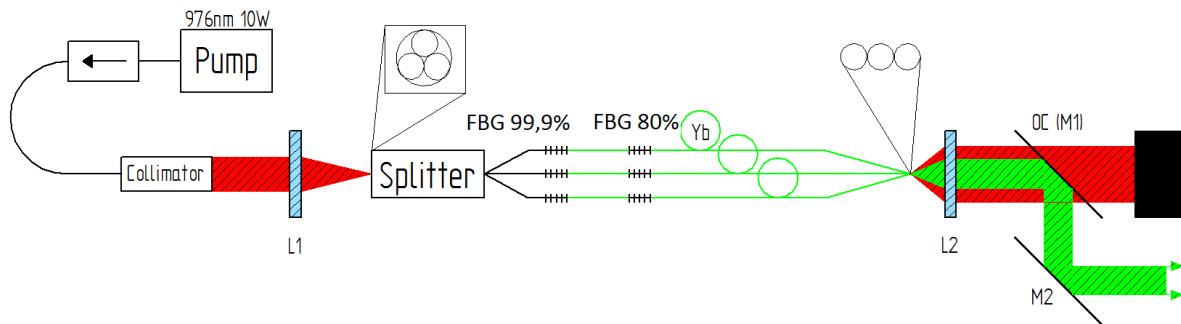 976nm 10W
Pump
Collimator
L1
Splitter
FBG 99,9%
FBG 80%
Yb
L2
OC (M1)
M2